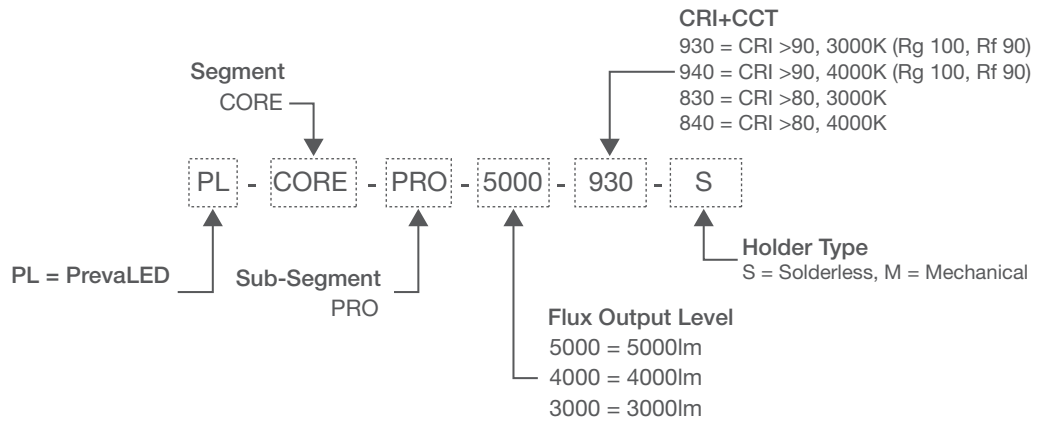 CRI+CCT
930 = CRI >90, 3000K (Rg 100, Rf 90)
940 = CRI >90, 4000K (Rg 100, Rf 90)
830 = CRI >80, 3000K
840 = CRI >80, 4000K
Segment
CORE
PL - CORE - PRO - 5000 - 930 - S
PL = PrevaLED
Sub-Segment
PRO
Flux Output Level
5000 = 5000lm
4000 = 4000lm
3000 = 3000lm
Holder Type
S = Solderless, M = Mechanical